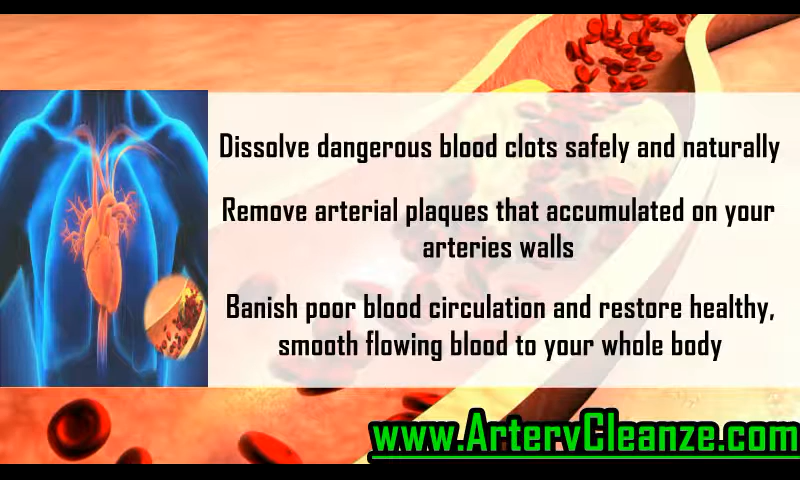 Dissolve dangerous blood clots safely and naturally
Remove arterial plaques that accumulated on your
arteries walls
Banish poor blood circulation and restore healthy,
smooth flowing blood to your whole body
www.ArteryCleanze.com